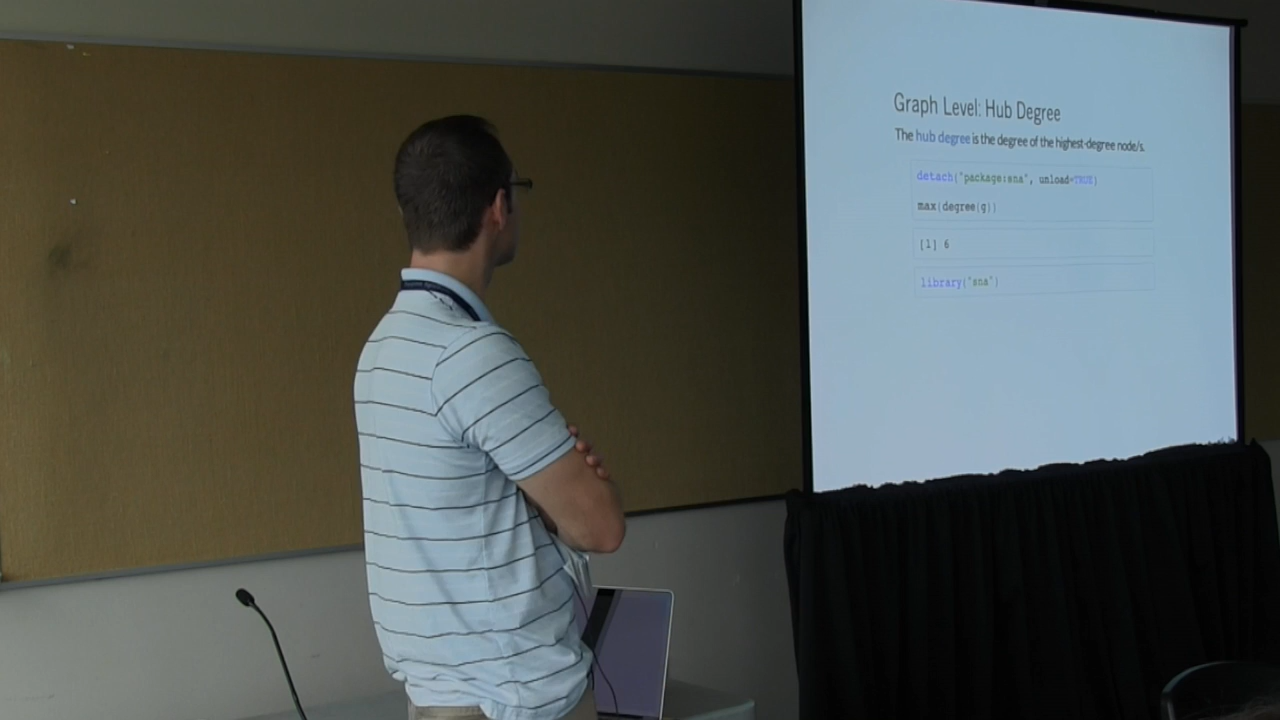 Graph Level: Hub Degree
The hub degree is the degree of the highest-degree node/s.
detach("package:sna", unload=TRUE)
max(degree(g))
[1] 6
library("sna")